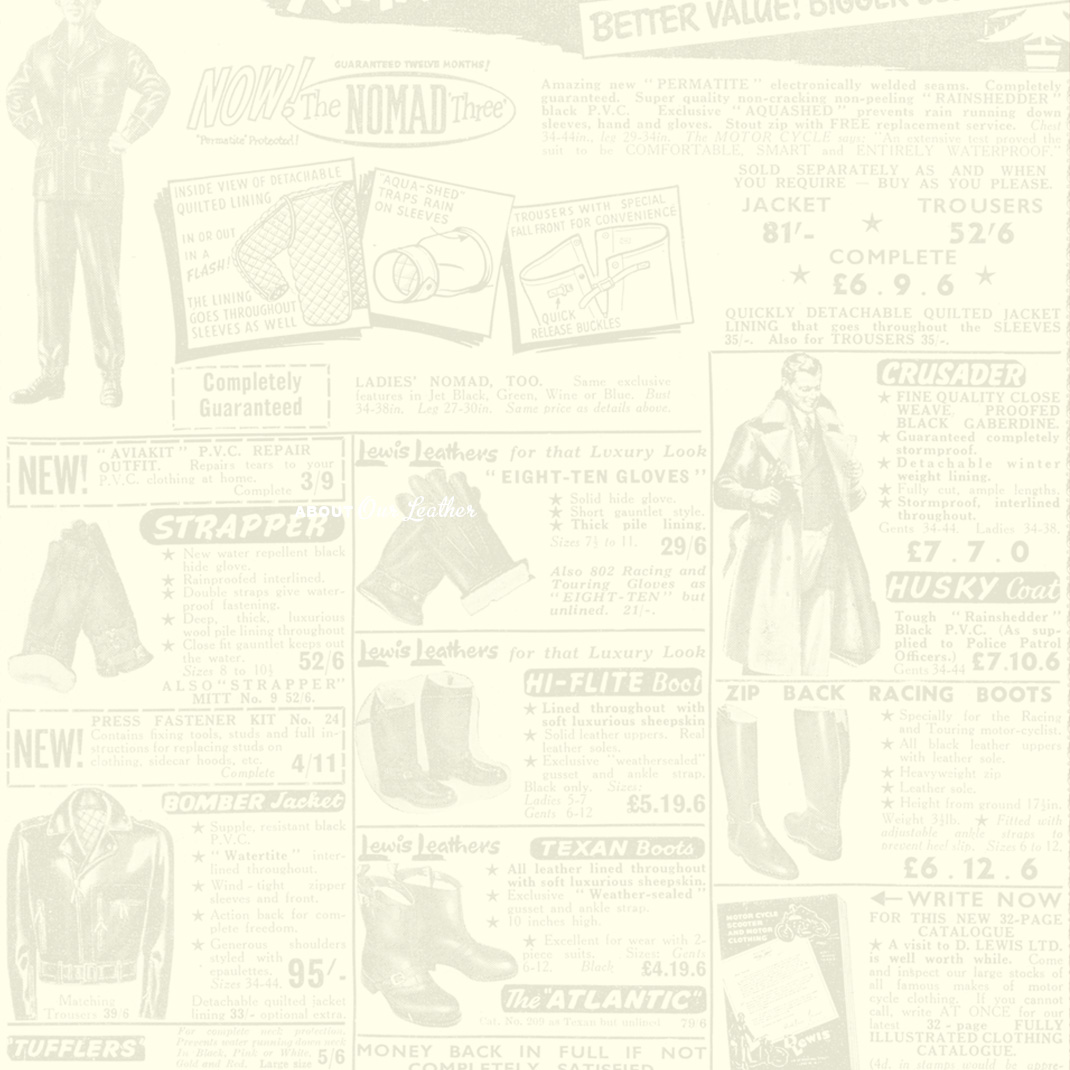 BETTER VALUE! BIGGER
NOW!
GUARANTEED TWELVE MONTHS!
The NOMAD Three'
"Permatite" Protected!
Amazing new "PERMATITE" electronically welded seams. Completely
guaranteed. Super quality non-cracking non-peeling "RAINSHEDDER"
black P.V.C. Exclusive "AQUASHED" prevents rain running down
sleeves, hand and gloves. Stout zip with FREE replacement service. Chest
34-44in., leg 29-34in. The MOTOR CYCLE says: "An extensive test proved the
suit to be COMFORTABLE, SMART and ENTIRELY WATERPROOF."
SOLD SEPARATELY AS AND WHEN
YOU REQUIRE — BUY AS YOU PLEASE.
JACKET ★ TROUSERS
81'- 52'6
COMPLETE
★ £6.9.6 ★
QUICKLY DETACHABLE QUILTED JACKET
LINING that goes throughout the SLEEVES
35/-. Also for TROUSERS 35/-.
INSIDE VIEW OF DETACHABLE
QUILTED LINING
IN OR OUT
IN A
FLASH!
THE LINING
GOES THROUGHOUT
SLEEVES AS WELL
"AQUA-SHED"
TRAPS RAIN
ON SLEEVES
TROUSERS WITH SPECIAL
FALL FRONT FOR CONVENIENCE
QUICK
RELEASE BUCKLES
Completely
Guaranteed
LADIES' NOMAD, TOO. Same exclusive
features in Jet Black, Green, Wine or Blue. Bust
34-38in. Leg 27-30in. Same price as details above.
NEW!
"AVIAKIT" P.V.C. REPAIR
OUTFIT. Repairs tears to your
P.V.C. clothing at home.
Complete 3/9
STRAPPER
★ New water repellent black
hide glove.
★ Rainproofed interlined.
★ Double straps give water-
proof fastening.
★ Deep, thick, luxurious
wool pile lining throughout
★ Close fit gauntlet keeps out
the water.
Sizes 8 to 10½ 52/6
ALSO "STRAPPER"
MITT No. 9 52/6.
NEW!
PRESS FASTENER KIT No. 24
Contains fixing tools, studs and full in-
structions for replacing studs on
clothing, sidecar hoods, etc.
Complete 4/11
BOMBER Jacket
★ Supple, resistant black
P.V.C.
★ "Watertite" inter-
lined throughout.
★ Wind-tight zipper
sleeves and front.
★ Action back for com-
plete freedom.
★ Generous shoulders
styled with
epaulettes.
Sizes 34-44. 95/-
Matching
Trousers 39/6
Detachable quilted jacket
lining 33/- optional extra.
"TUFFLERS"
For complete neck protection.
Prevents water running down neck
In Black, Pink or White,
Gold and Red. Large size 5/6
ABOUT Our Leather
Lewis Leathers for that Luxury Look
"EIGHT-TEN GLOVES"
★ Solid hide glove.
★ Short gauntlet style.
★ Thick pile lining.
Sizes 7½ to 11. 29/6
Also 802 Racing and
Touring Gloves as
"EIGHT-TEN" but
unlined. 21/-.
Lewis Leathers for that Luxury Look
HI-FLITE Boot
★ Lined throughout with
soft luxurious sheepskin
★ Solid leather uppers. Real
leather soles.
★ Exclusive "weathersealed"
gusset and ankle strap.
Black only. Sizes:
Ladies 5-7
Gents 6-12 £5.19.6
Lewis Leathers
TEXAN Boots
★ All leather lined throughout
with soft luxurious sheepskin.
★ Exclusive "Weather-sealed"
gusset and ankle strap.
★ 10 inches high.
★ Excellent for wear with 2-
piece suits. Sizes: Gents
6-12. Black £4.19.6
The "ATLANTIC"
Cat. No. 209 as Texan but unlined 79/6
MONEY BACK IN FULL IF NOT
COMPLETELY SATISFIED
CRUSADER
★ FINE QUALITY CLOSE
WEAVE PROOFED
BLACK GABERDINE.
★ Guaranteed completely
stormproof.
★ Detachable winter
weight lining.
★ Fully cut, ample lengths.
★ Stormproof, interlined
throughout.
Gents 34-44. Ladies 34-38.
£7.7.0
HUSKY Coat
Tough "Rainshedder"
Black P.V.C. (As sup-
plied to Police Patrol
Officers.)
Gents 34-44 £7.10.6
ZIP BACK RACING BOOTS
★ Specially for the Racing
and Touring motor-cyclist.
★ All black leather uppers
with leather sole.
★ Heavyweight zip
★ Leather sole.
★ Height from ground 17½in.
Weight 3½lb. ★ Fitted with
adjustable ankle straps to
prevent heel slip. Sizes 6 to 12.
£6.12.6
MOTOR CYCLE
SCOOTER
AND MOTOR
CLOTHING
LEWIS
←WRITE NOW
FOR THIS NEW 32-PAGE
CATALOGUE
★ A visit to D. LEWIS LTD.
is well worth while. Come
and inspect our large stocks of
all famous makes of motor
cycle clothing. If you cannot
call, write AT ONCE for our
latest 32-page FULLY
ILLUSTRATED CLOTHING
CATALOGUE.
(4d. in stamps would be appre-